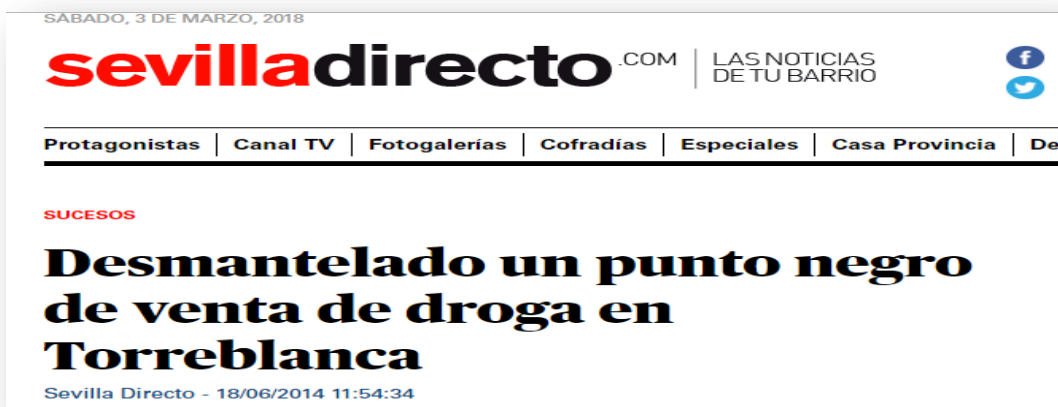 SÁBADO, 3 DE MARZO, 2018
sevilladirecto.COM
LAS NOTICIAS
DE TU BARRIO
Protagonistas | Canal TV | Fotogalerías | Cofradías | Especiales | Casa Provincia | De
SUCESOS
Desmantelado un punto negro
de venta de droga en
Torreblanca
Sevilla Directo - 18/06/2014 11:54:34